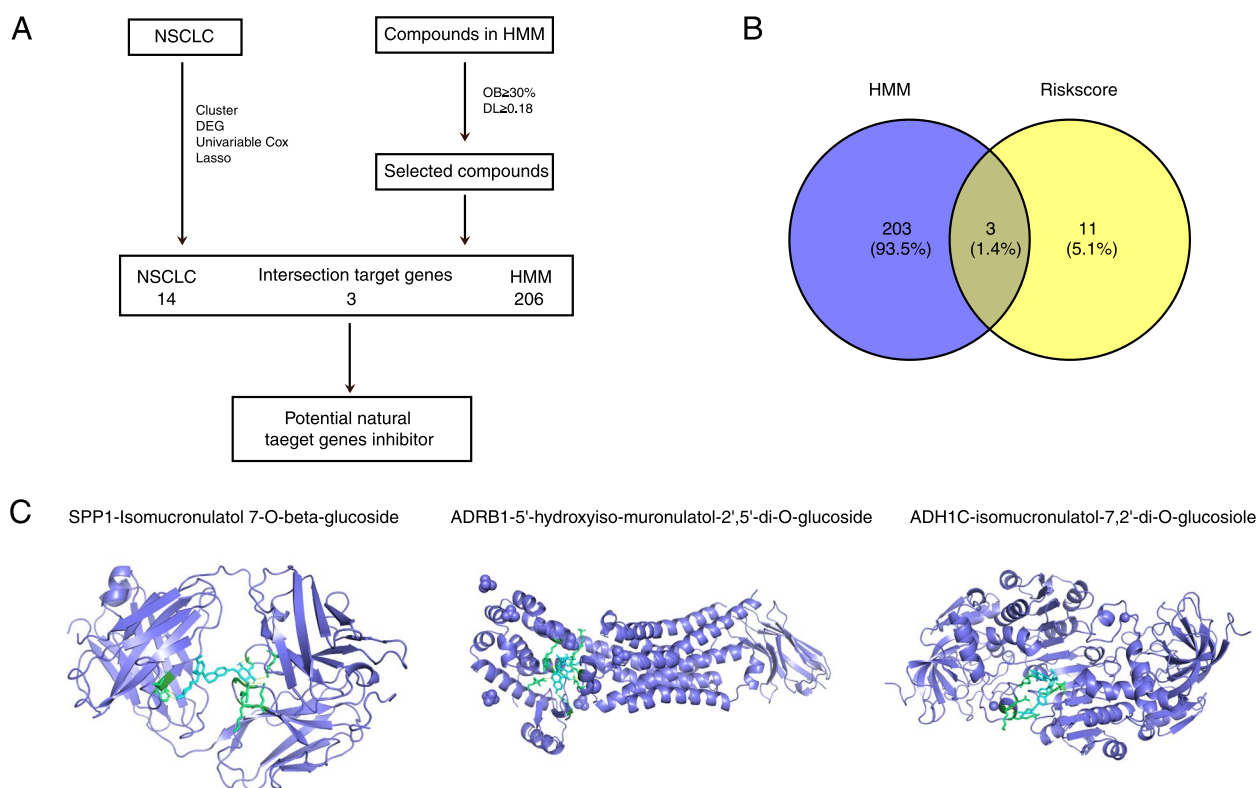 A
NSCLC
Compounds in HMM
Cluster
DEG
Univariable Cox
Lasso
OB≥30%
DL≥0.18
Selected compounds
NSCLC Intersection target genes HMM
14 3 206
Potential natural
taeget genes inhibitor
B
HMM Riskscore
203 3 11
(93.5%) (1.4%) (5.1%)
C
SPP1-Isomucronulatol 7-O-beta-glucoside
ADRB1-5'-hydroxyiso-muronulatol-2',5'-di-O-glucoside
ADH1C-isomucronulatol-7,2'-di-O-glucosiole